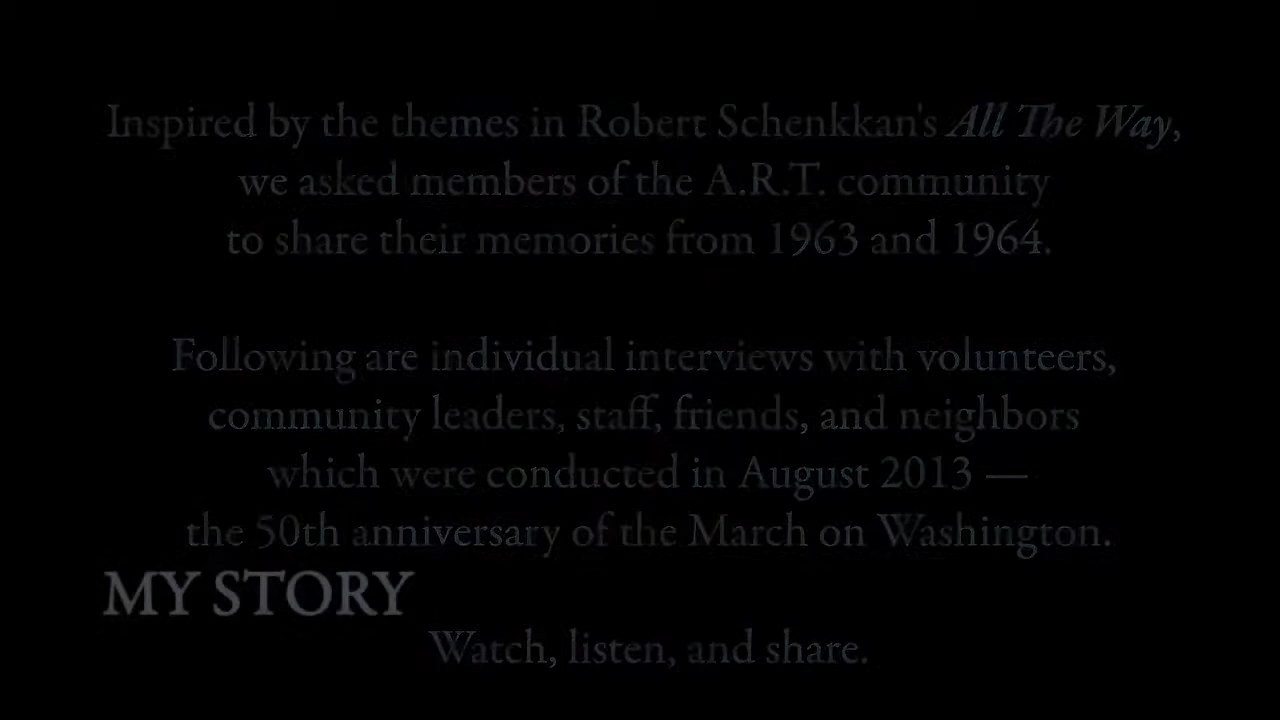 Inspired by the themes in Robert Schenkkan's All The Way,
we asked members of the A.R.T. community
to share their memories from 1963 and 1964.
Following are individual interviews with volunteers,
community leaders, staff, friends, and neighbors
which were conducted in August 2013 —
the 50th anniversary of the March on Washington.
MY STORY
Watch, listen, and share.